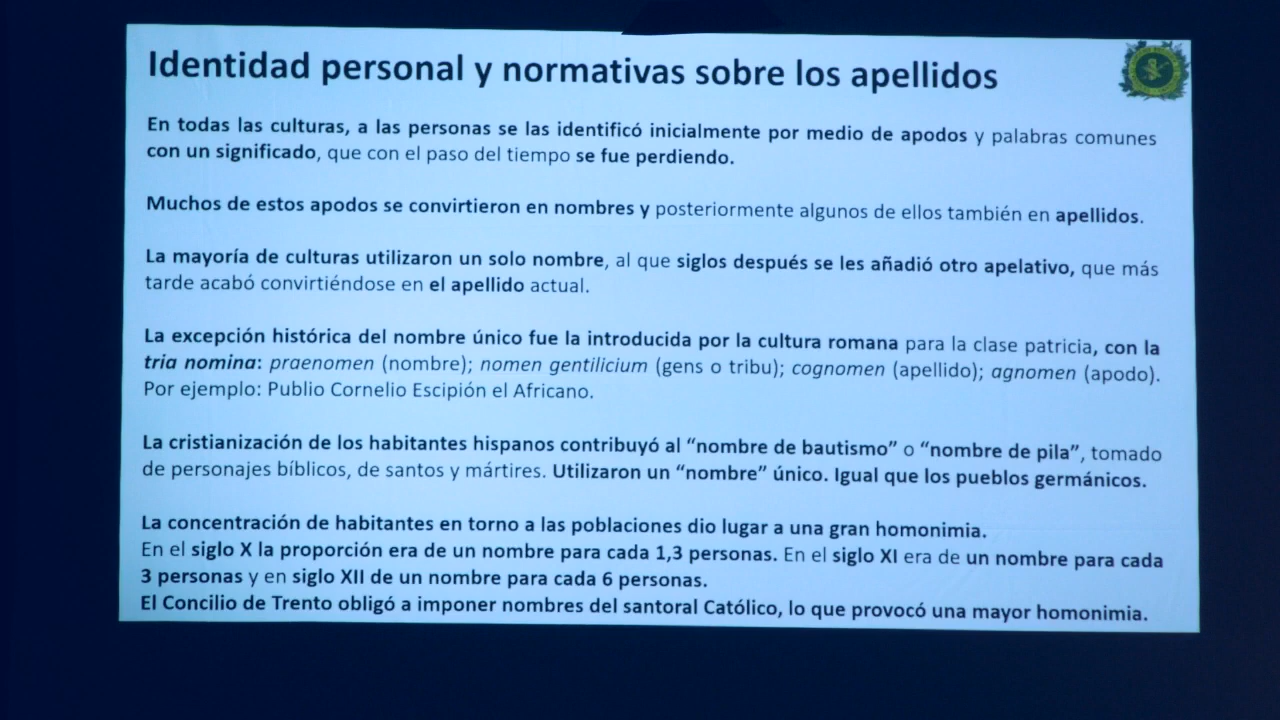 Identidad personal y normativas sobre los apellidos
En todas las culturas, a las personas se las identificó inicialmente por medio de apodos y palabras comunes
con un significado, que con el paso del tiempo se fue perdiendo.
Muchos de estos apodos se convirtieron en nombres y posteriormente algunos de ellos también en apellidos.
La mayoría de culturas utilizaron un solo nombre, al que siglos después se les añadió otro apelativo, que más
tarde acabó convirtiéndose en el apellido actual.
La excepción histórica del nombre único fue la introducida por la cultura romana para la clase patricia, con la
tria nomina: praenomen (nombre); nomen gentilicium (gens o tribu); cognomen (apellido); agnomen (apodo).
Por ejemplo: Publio Cornelio Escipión el Africano.
La cristianización de los habitantes hispanos contribuyó al “nombre de bautismo” o “nombre de pila”, tomado
de personajes bíblicos, de santos y mártires. Utilizaron un “nombre” único. Igual que los pueblos germánicos.
La concentración de habitantes en torno a las poblaciones dio lugar a una gran homonimia.
En el siglo X la proporción era de un nombre para cada 1,3 personas. En el siglo XI era de un nombre para cada
3 personas y en siglo XII de un nombre para cada 6 personas.
El Concilio de Trento obligó a imponer nombres del santoral Católico, lo que provocó una mayor homonimia.